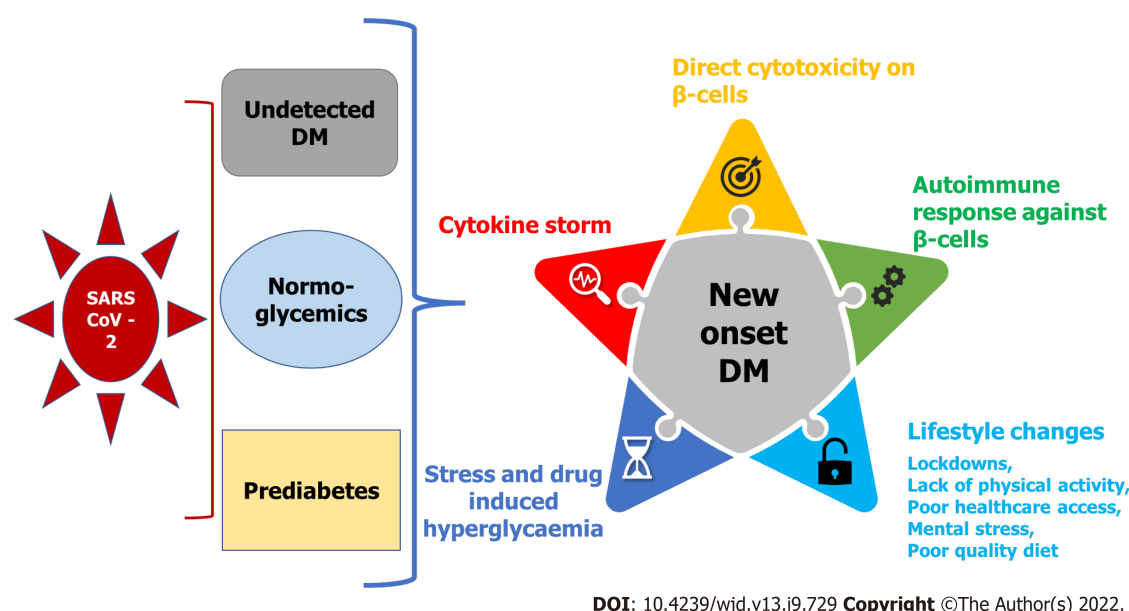 SARS
CoV -
2
Undetected
DM
Normo-
glycemics
Prediabetes
Direct cytotoxicity on
β-cells
Cytokine storm
Autoimmune
response against
β-cells
New
onset
DM
Stress and drug
induced
hyperglycaemia
Lifestyle changes
Lockdowns,
Lack of physical activity,
Poor healthcare access,
Mental stress,
Poor quality diet
DOI: 10.4239/wjd.v13.i9.729 Copyright ©The Author(s) 2022.